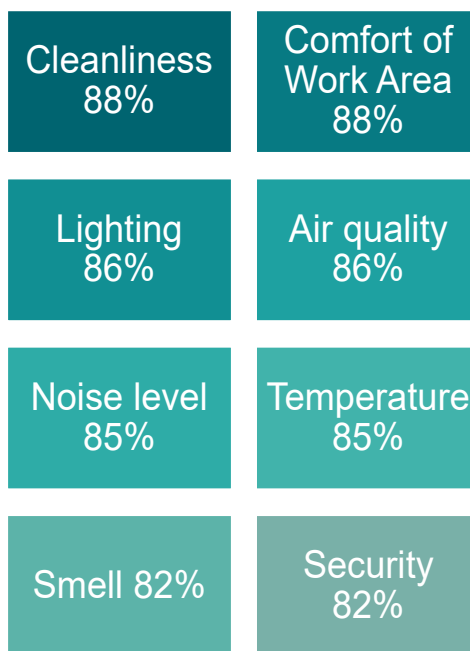 Cleanliness
88%
Comfort of
Work Area
88%
Lighting
86%
Air quality
86%
Noise level
85%
Temperature
85%
Smell 82%
Security
82%